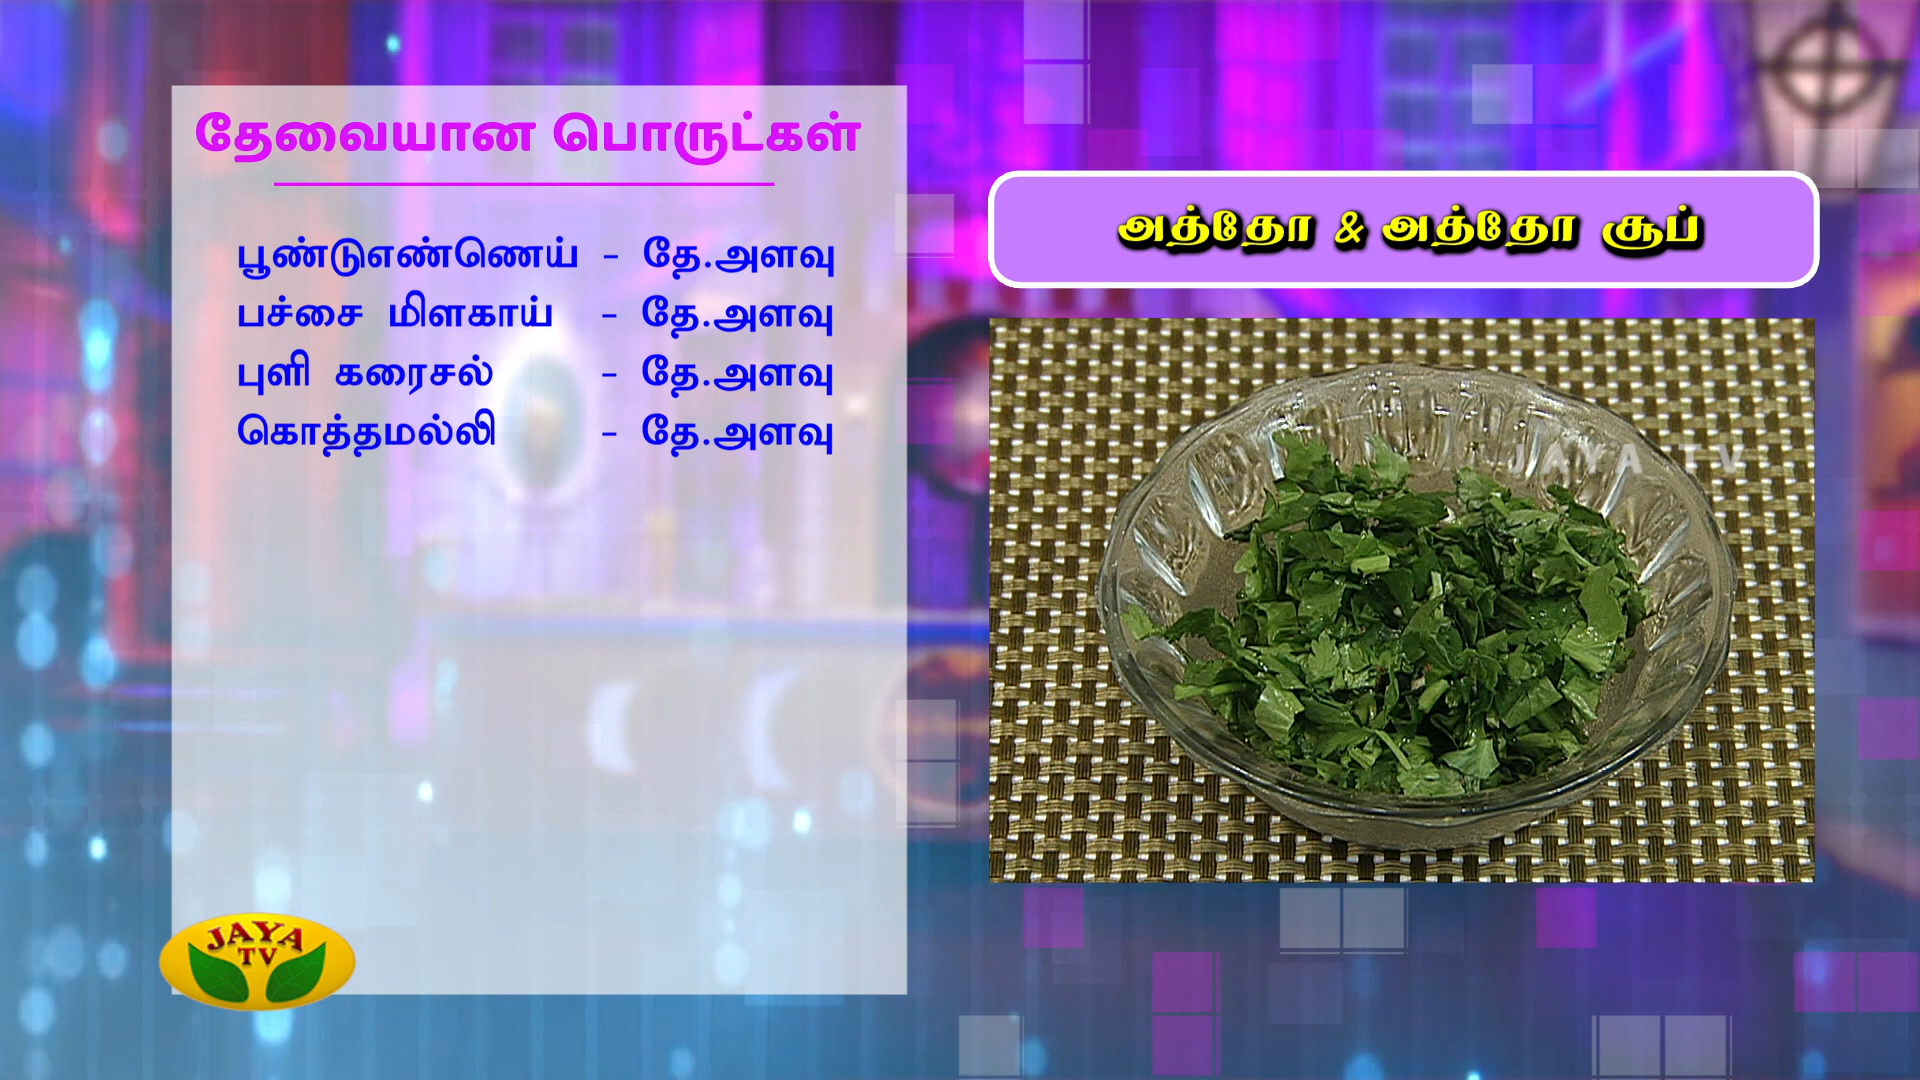 தேவையான பொருட்கள்
பூண்டுஎண்ணெய் - தே.அளவு
பச்சை மிளகாய் - தே.அளவு
புளி கரைசல் - தே.அளவு
கொத்தமல்லி - தே.அளவு
அத்தோ & அத்தோ சூப்
JAYA TV
JAYA
TV